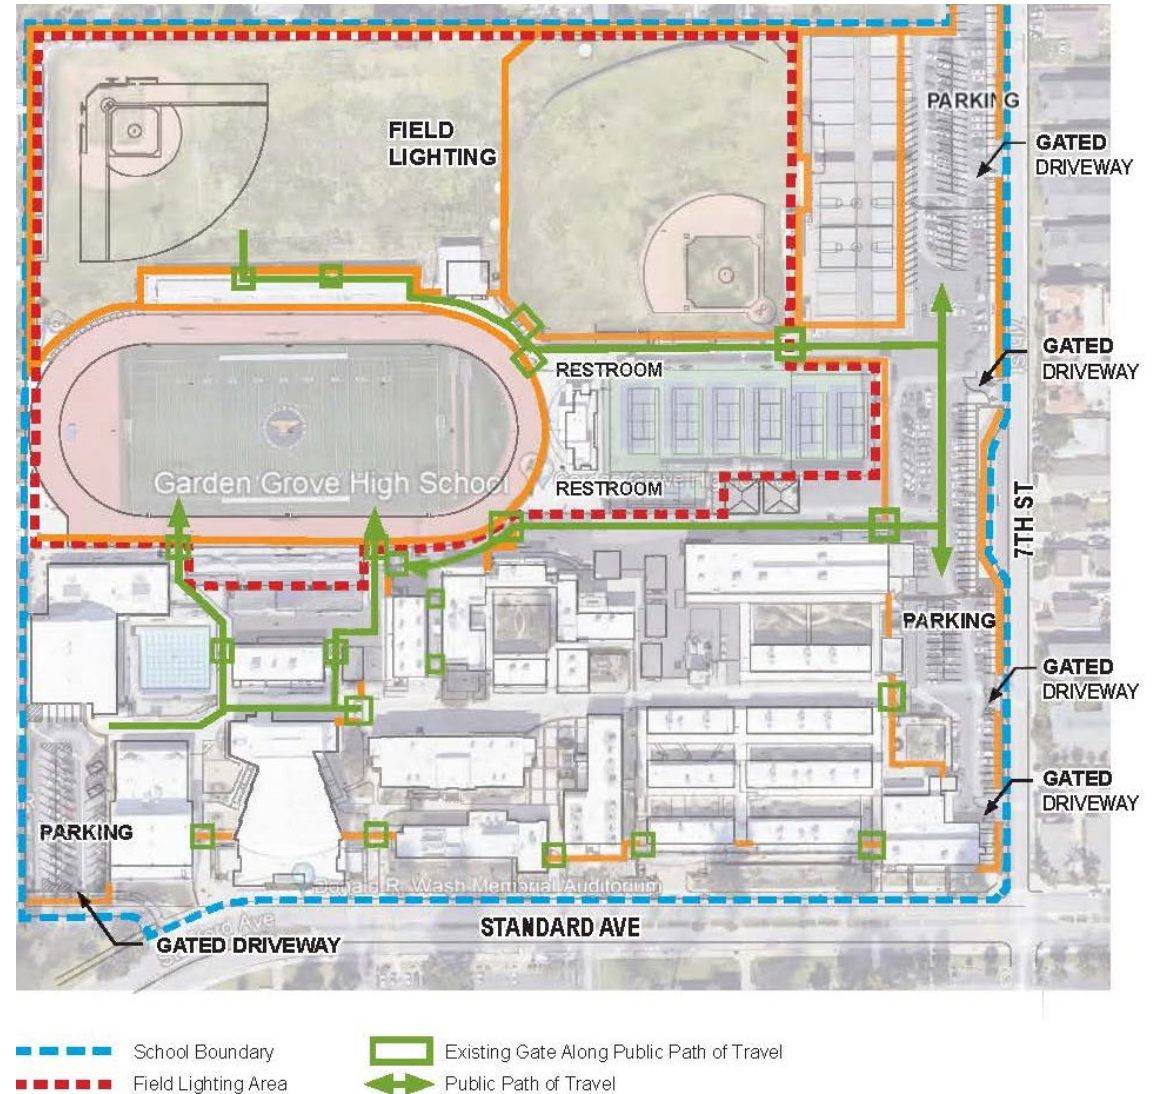 PARKING
FIELD
LIGHTING
GATED
DRIVEWAY
GATED
DRIVEWAY
RESTROOM
Garden Grove High School
RESTROOM
7TH ST
PARKING
GATED
DRIVEWAY
GATED
DRIVEWAY
PARKING
Donald R. Wash Memorial Auditorium
STANDARD AVE
GATED DRIVEWAY
School Boundary
Existing Gate Along Public Path of Travel
Field Lighting Area
Public Path of Travel